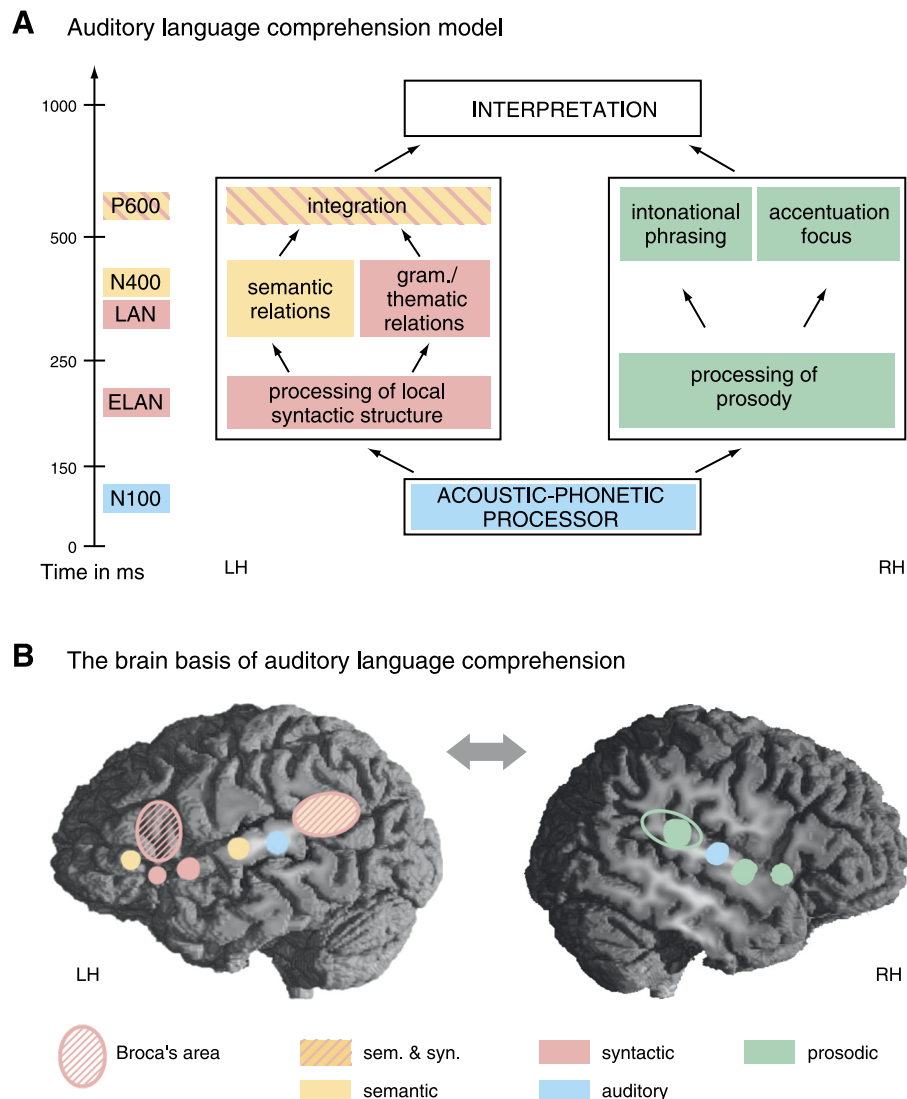 A Auditory language comprehension model
1000
INTERPRETATION
P600
integration
intonational
phrasing
accentuation
focus
500
N400
semantic
relations
gram./
thematic
relations
LAN
250
ELAN
processing of local
syntactic structure
processing of
prosody
150
N100
ACOUSTIC-PHONETIC
PROCESSOR
0
Time in ms
LH
RH
B The brain basis of auditory language comprehension
LH
RH
Broca's area
sem. & syn.
syntactic
prosodic
semantic
auditory